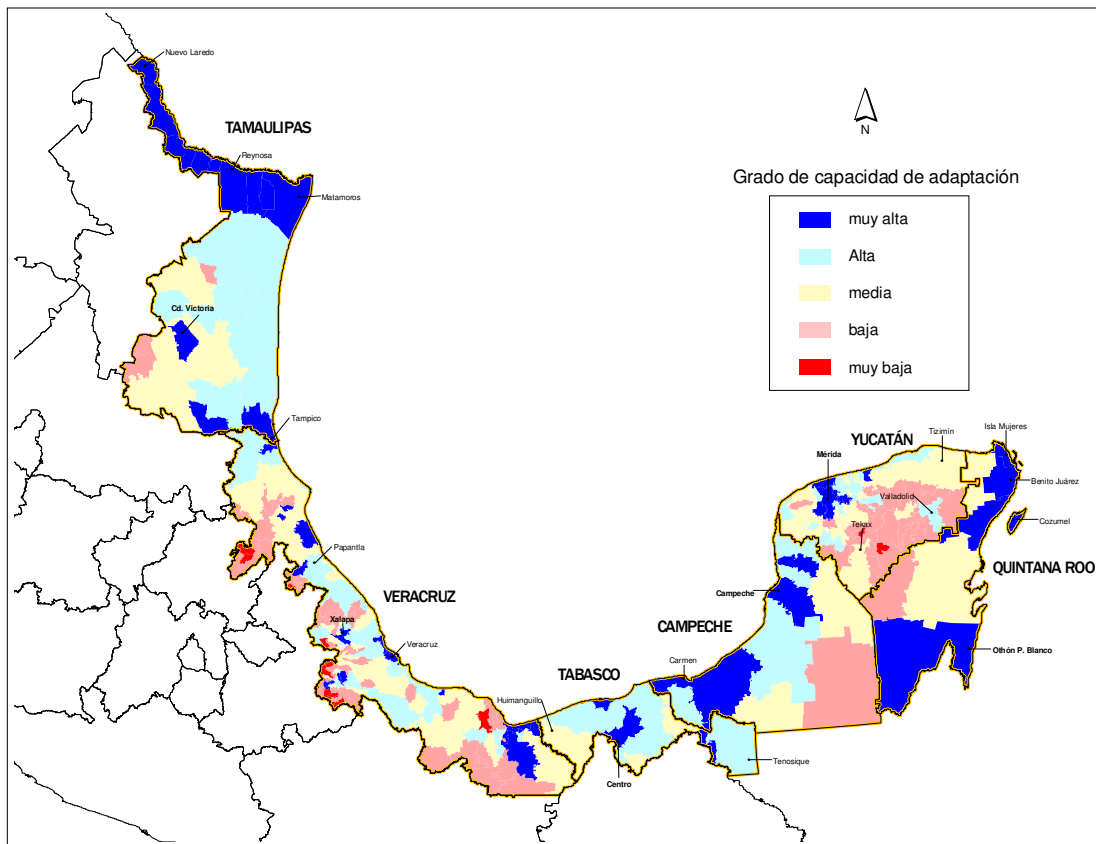 Nuevo Laredo
TAMAULIPAS
Reynosa
Matamoros
N
Grado de capacidad de adaptación
muy alta
Alta
media
baja
muy baja
Cd. Victoria
Tampico
Isla Mujeres
Tizimín
YUCATÁN
Mérida
Benito Juárez
Valladolid
Cozumel
Tekax
Papantla
QUINTANA ROO
Campeche
VERACRUZ
Xalapa
CAMPECHE
Veracruz
Othón P. Blanco
Carmen
TABASCO
Huimanguillo
Tenosique
Centro